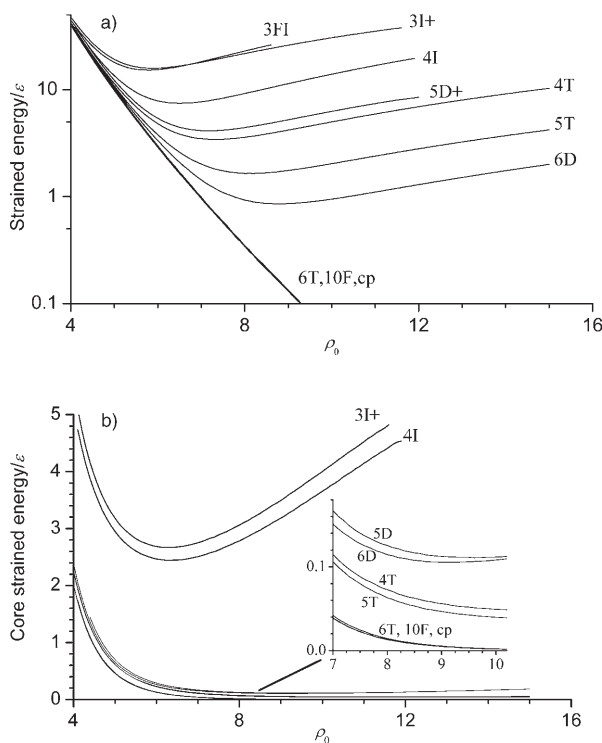 a)
3FI
3I+
4I
5D+
4T
5T
6D
6T,10F,cp
Strained energy/ε
10
1
0.1
4 8 12 16
ρ0
b)
3I+
4I
Core strained energy/ε
5
4
3
2
1
0
5D
6D
4T
5T
6T, 10F, cp
0.1
0.0
7 8 9 10
4 8 12 16
ρ0